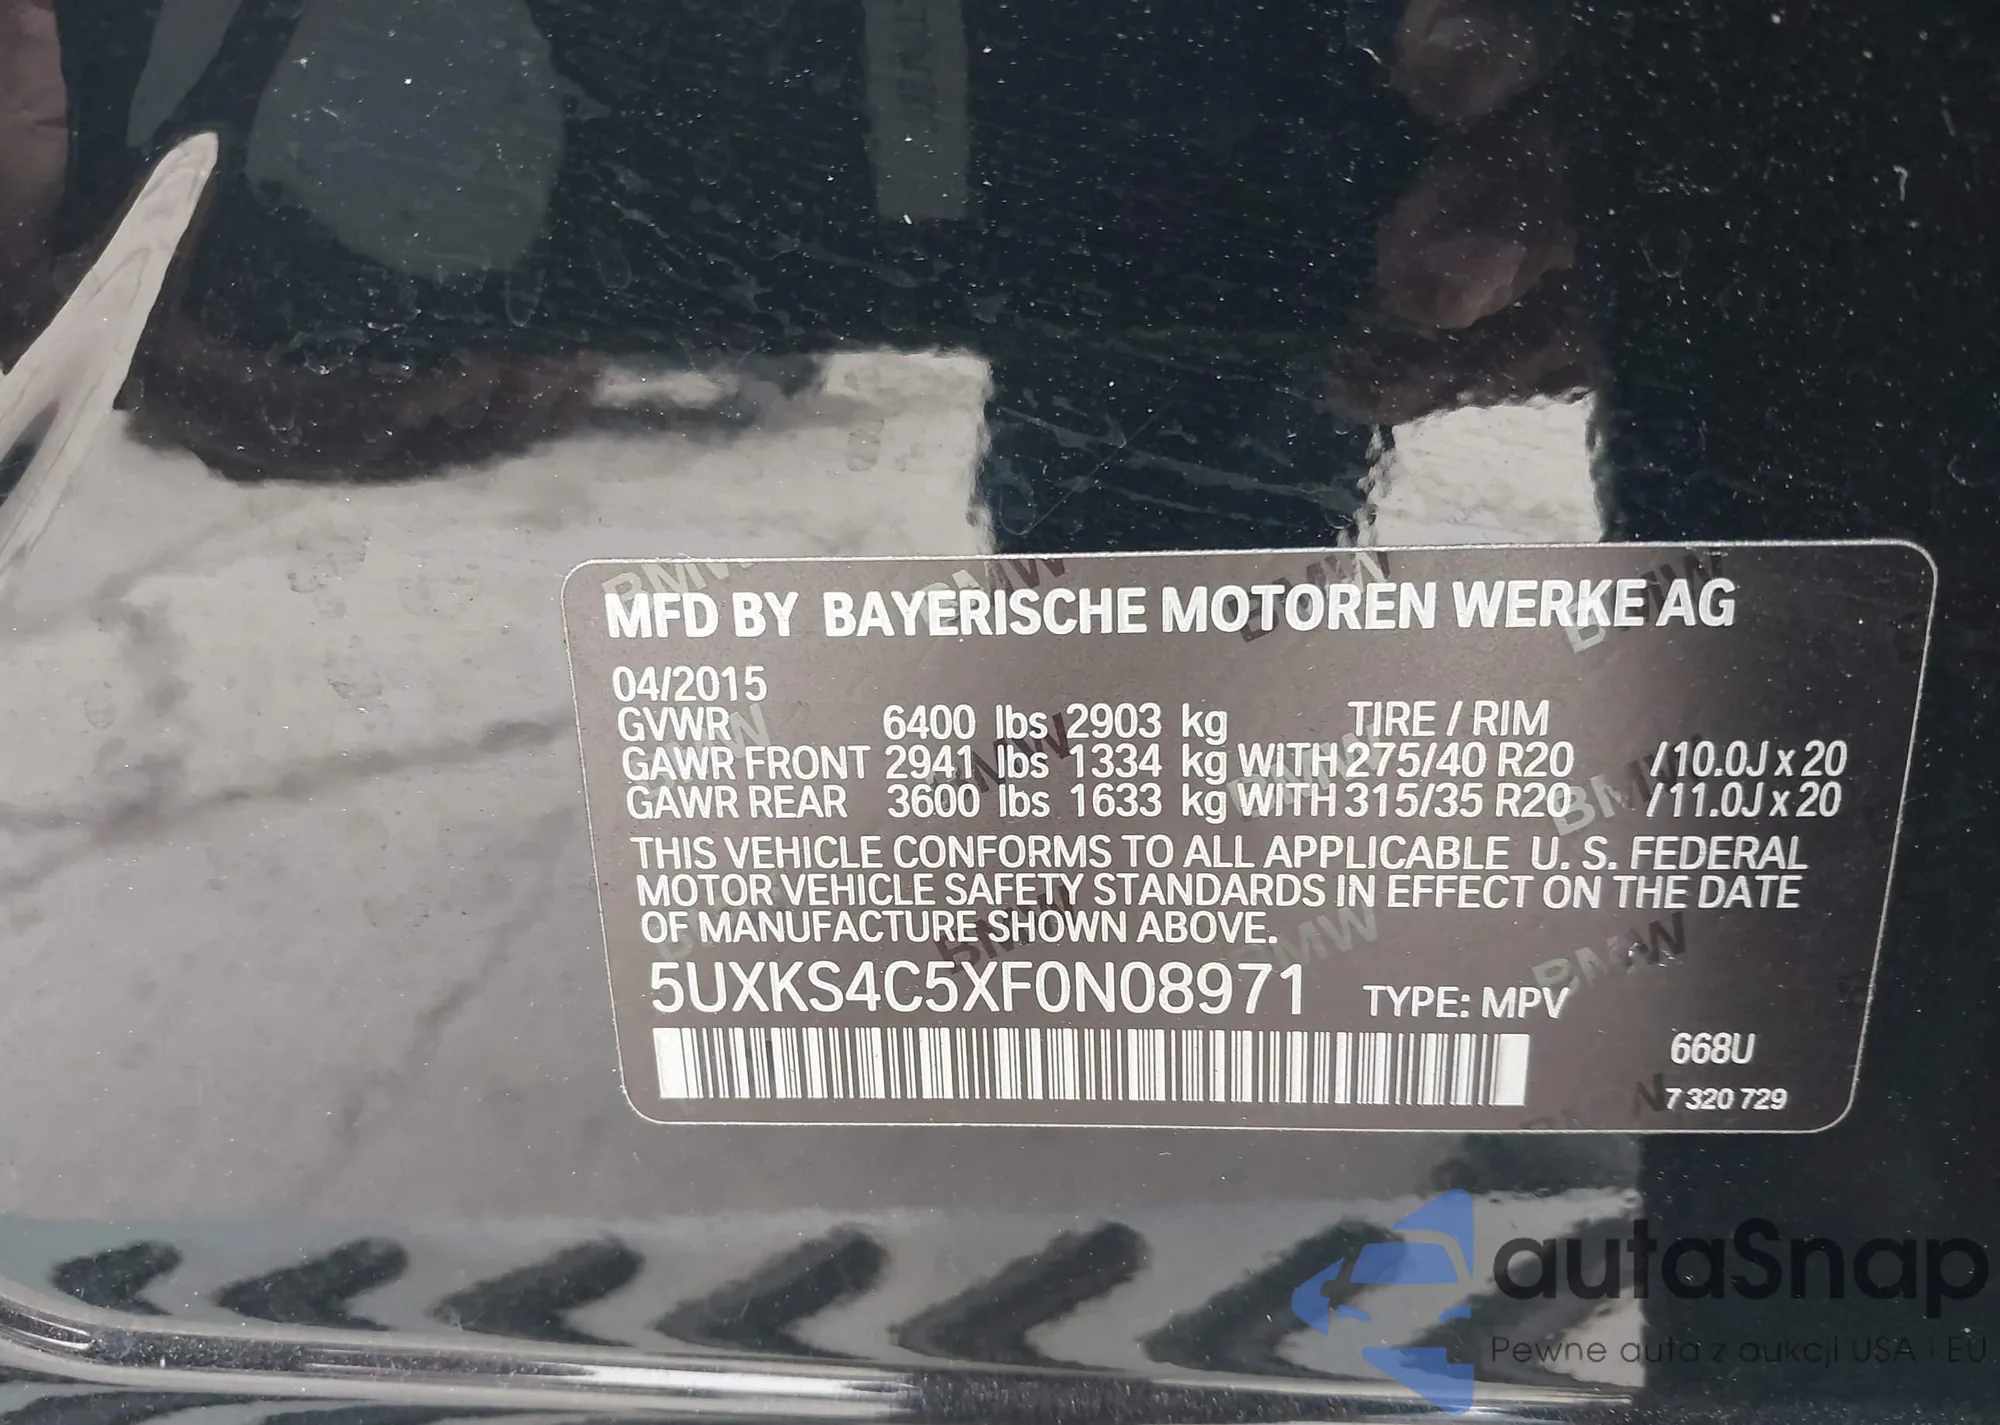 MFD BY BAYERISCHE MOTOREN WERKE AG
04/2015
GVWR 6400 lbs 2903 kg TIRE / RIM
GAWR FRONT 2941 lbs 1334 kg WITH 275/40 R20 /10.0J x 20
GAWR REAR 3600 lbs 1633 kg WITH 315/35 R20 /11.0J x 20
THIS VEHICLE CONFORMS TO ALL APPLICABLE U. S. FEDERAL
MOTOR VEHICLE SAFETY STANDARDS IN EFFECT ON THE DATE
OF MANUFACTURE SHOWN ABOVE.
5UXKS4C5XF0N08971 TYPE: MPV
668U
7 320 729
autaSnap
Pewne auta z aukcji USA i EU